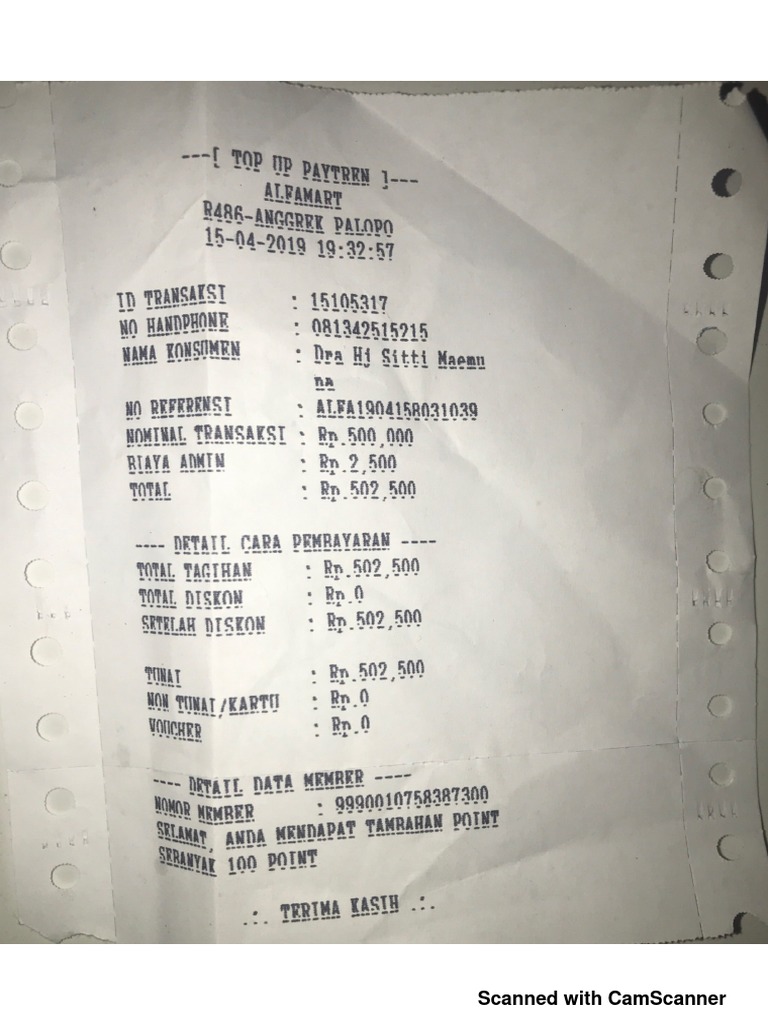 ---[ TOP UP PAYTREN ]---
ALFAMART
R486-ANGGREK PALOPO
15-04-2019 19:32:57
ID TRANSAKSI : 15105317
NO HANDPHONE : 081342515215
NAMA KONSUMEN : Dra Hj Sitti Maemu
na
NO REFERENSI : ALFA1904158031039
NOMINAL TRANSAKSI : Rp.500,000
BIAYA ADMIN : Rp.2,500
TOTAL : Rp.502,500
---- DETAIL CARA PEMBAYARAN ----
TOTAL TAGIHAN : Rp.502,500
TOTAL DISKON : Rp.0
SETELAH DISKON : Rp.502,500
TUNAI : Rp.502,500
NON TUNAI/KARTU : Rp.0
VOUCHER : Rp.0
---- DETAIL DATA MEMBER ----
NOMOR MEMBER : 9990010758387300
SELAMAT, ANDA MENDAPAT TAMBAHAN POINT
SEBANYAK 100 POINT
.:. TERIMA KASIH .:.
Scanned with CamScanner